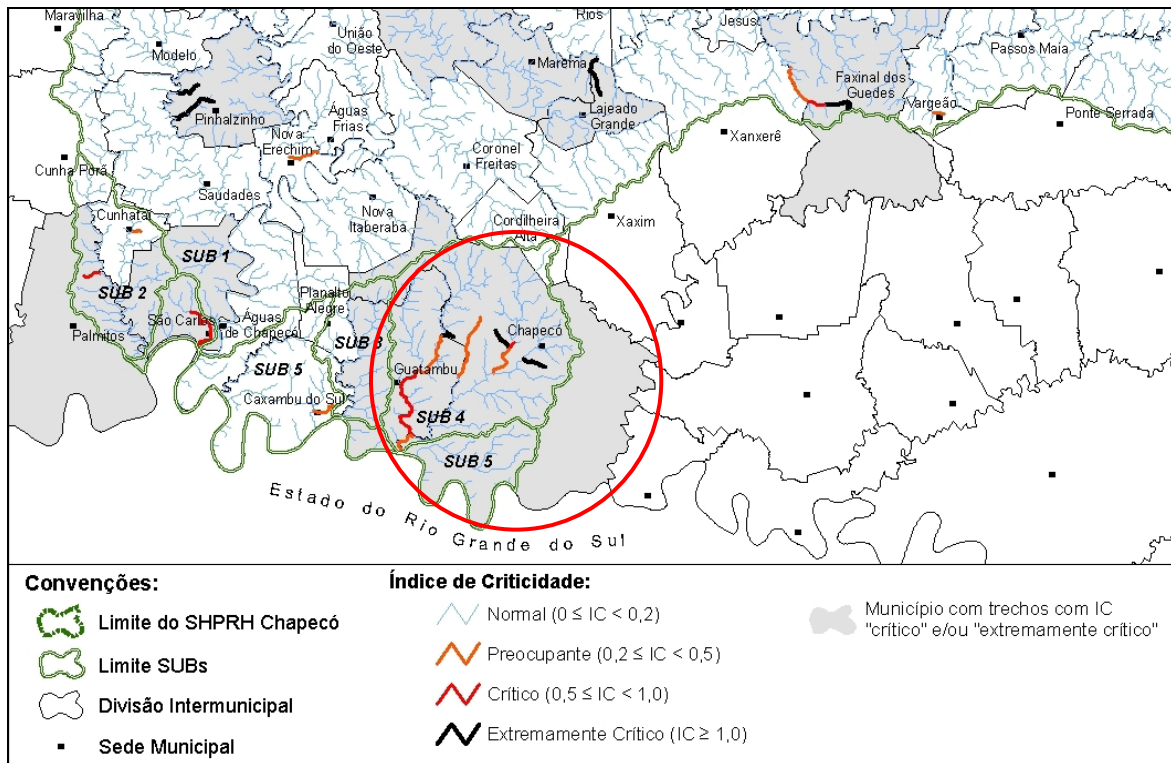 Maravilha
Modelo
União
do Oeste
Rios
Marema
Jesus
Passos Maia
Faxinal dos
Guedes
Pinhalzinho
Águas
Frias
Lajeado
Grande
Vargeão
Ponte Serrada
Nova
Erechim
Xanxerê
Cunha Porã
Coronel
Freitas
Saudades
Nova
Itaberaba
Cunhataí
Cordilheira
Alta
Xaxim
SUB 1
SUB 2
Planalto
Alegre
São Carlos
Águas
de Chapecó
Palmitos
SUB 3
Chapecó
Guatambu
SUB 5
Caxambu do Sul
SUB 4
SUB 5
Estado do Rio Grande do Sul
Convenções:
Limite do SHPRH Chapecó
Limite SUBs
Divisão Intermunicipal
Sede Municipal
Índice de Criticidade:
Normal (0 ≤ IC < 0,2)
Preocupante (0,2 ≤ IC < 0,5)
Crítico (0,5 ≤ IC < 1,0)
Extremamente Crítico (IC ≥ 1,0)
Município com trechos com IC
"crítico" e/ou "extremamente crítico"